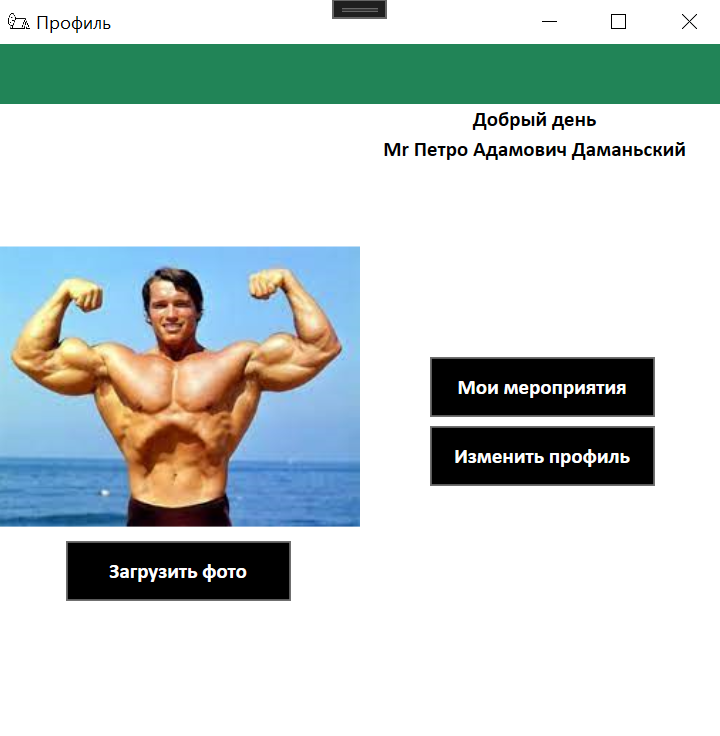 Профиль
Добрый день
Mr Петро Адамович Даманьский
Мои мероприятия
Изменить профиль
Загрузить фото